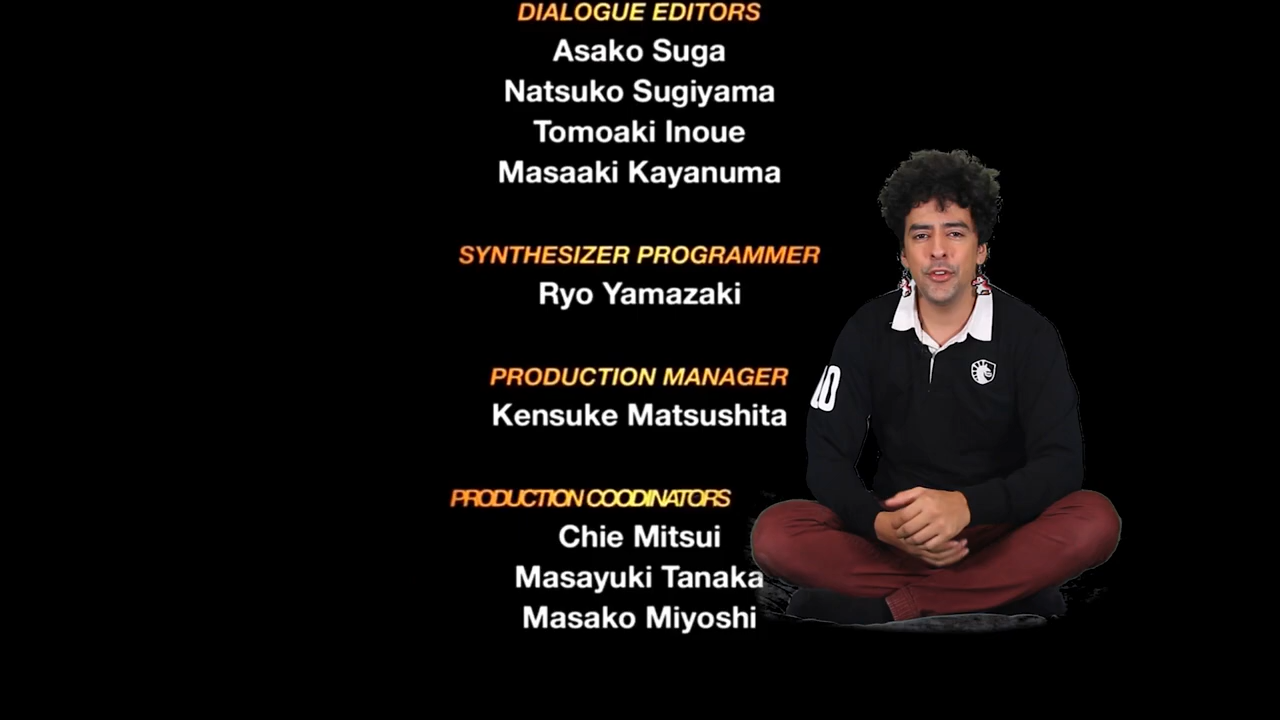 DIALOGUE EDITORS
Asako Suga
Natsuko Sugiyama
Tomoaki Inoue
Masaaki Kayanuma
SYNTHESIZER PROGRAMMER
Ryo Yamazaki
PRODUCTION MANAGER
Kensuke Matsushita
PRODUCTION COODINATORS
Chie Mitsui
Masayuki Tanaka
Masako Miyoshi